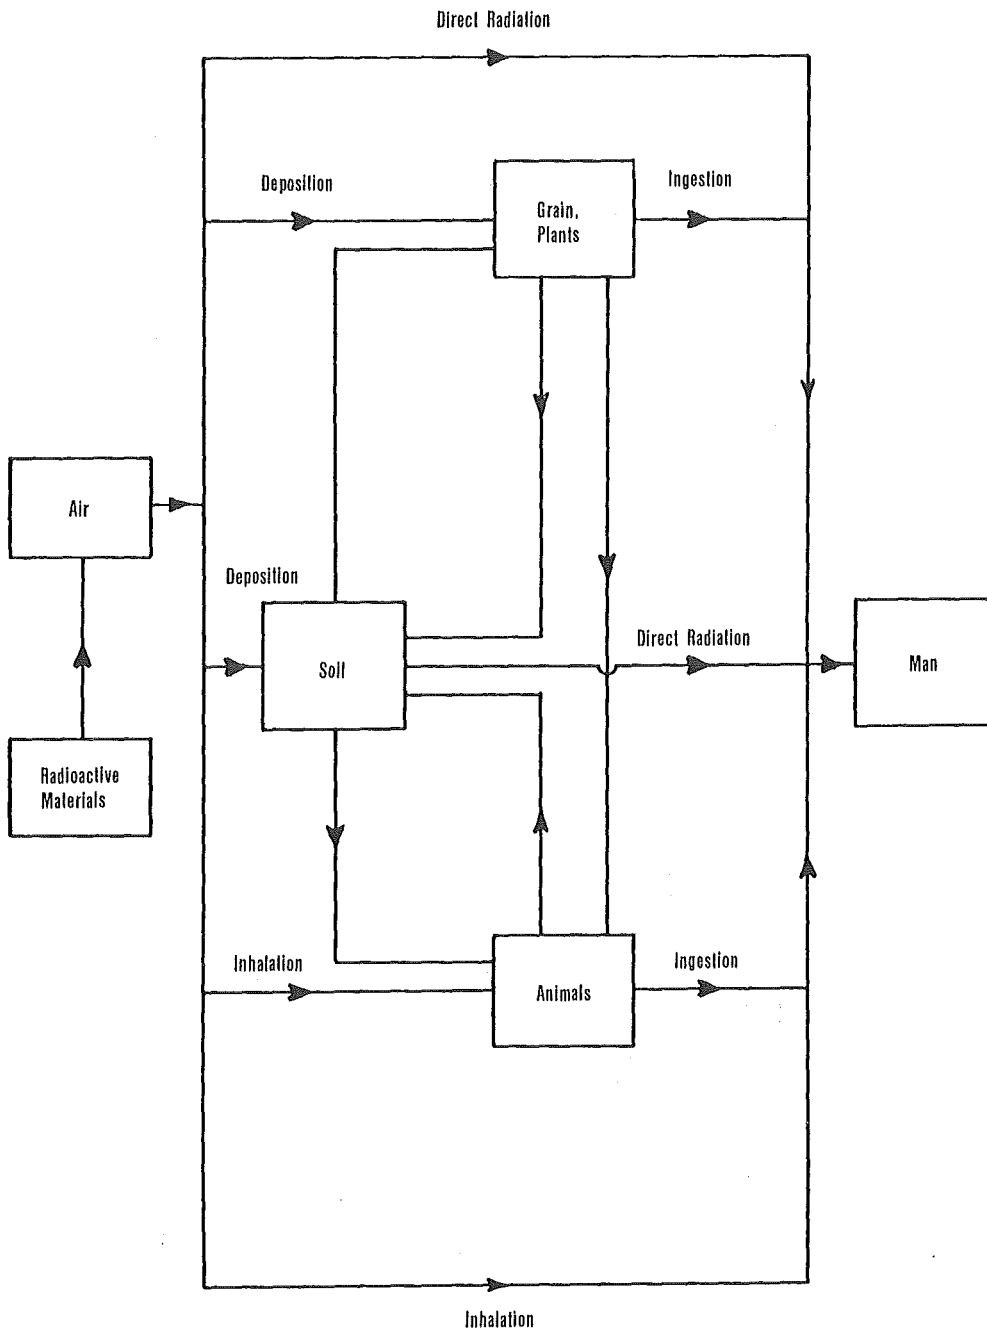 Direct Radiation
Deposition
Ingestion
Grain,
Plants
Air
Deposition
Soil
Direct Radiation
Man
Radioactive
Materials
Inhalation
Ingestion
Animals
Inhalation